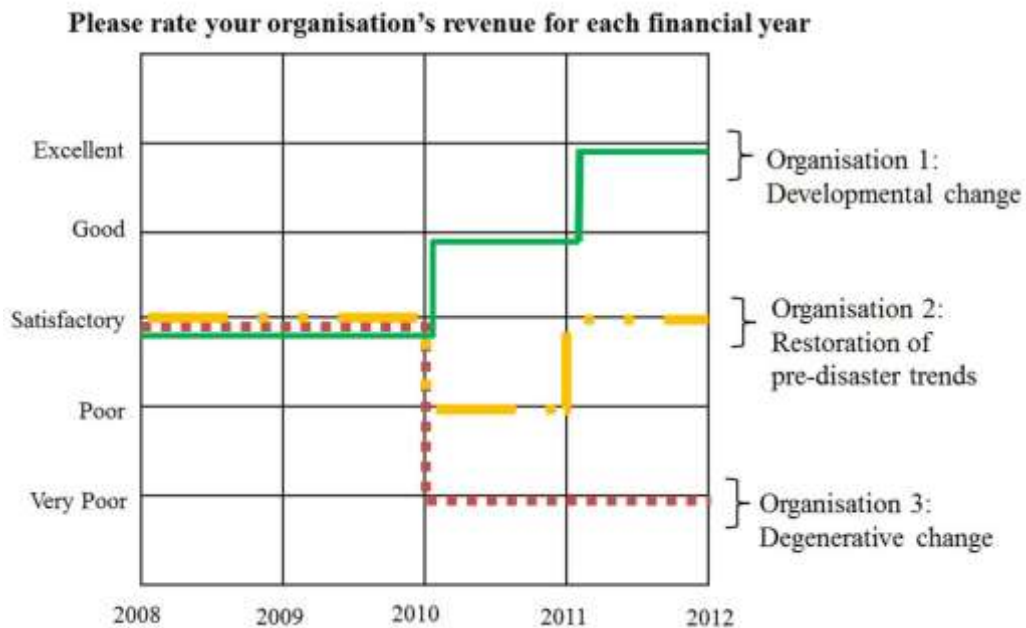 Please rate your organisation's revenue for each financial year
Excellent
Good
Satisfactory
Poor
Very Poor
Organisation 1:
Developmental change
Organisation 2:
Restoration of
pre-disaster trends
Organisation 3:
Degenerative change
2008 2009 2010 2011 2012